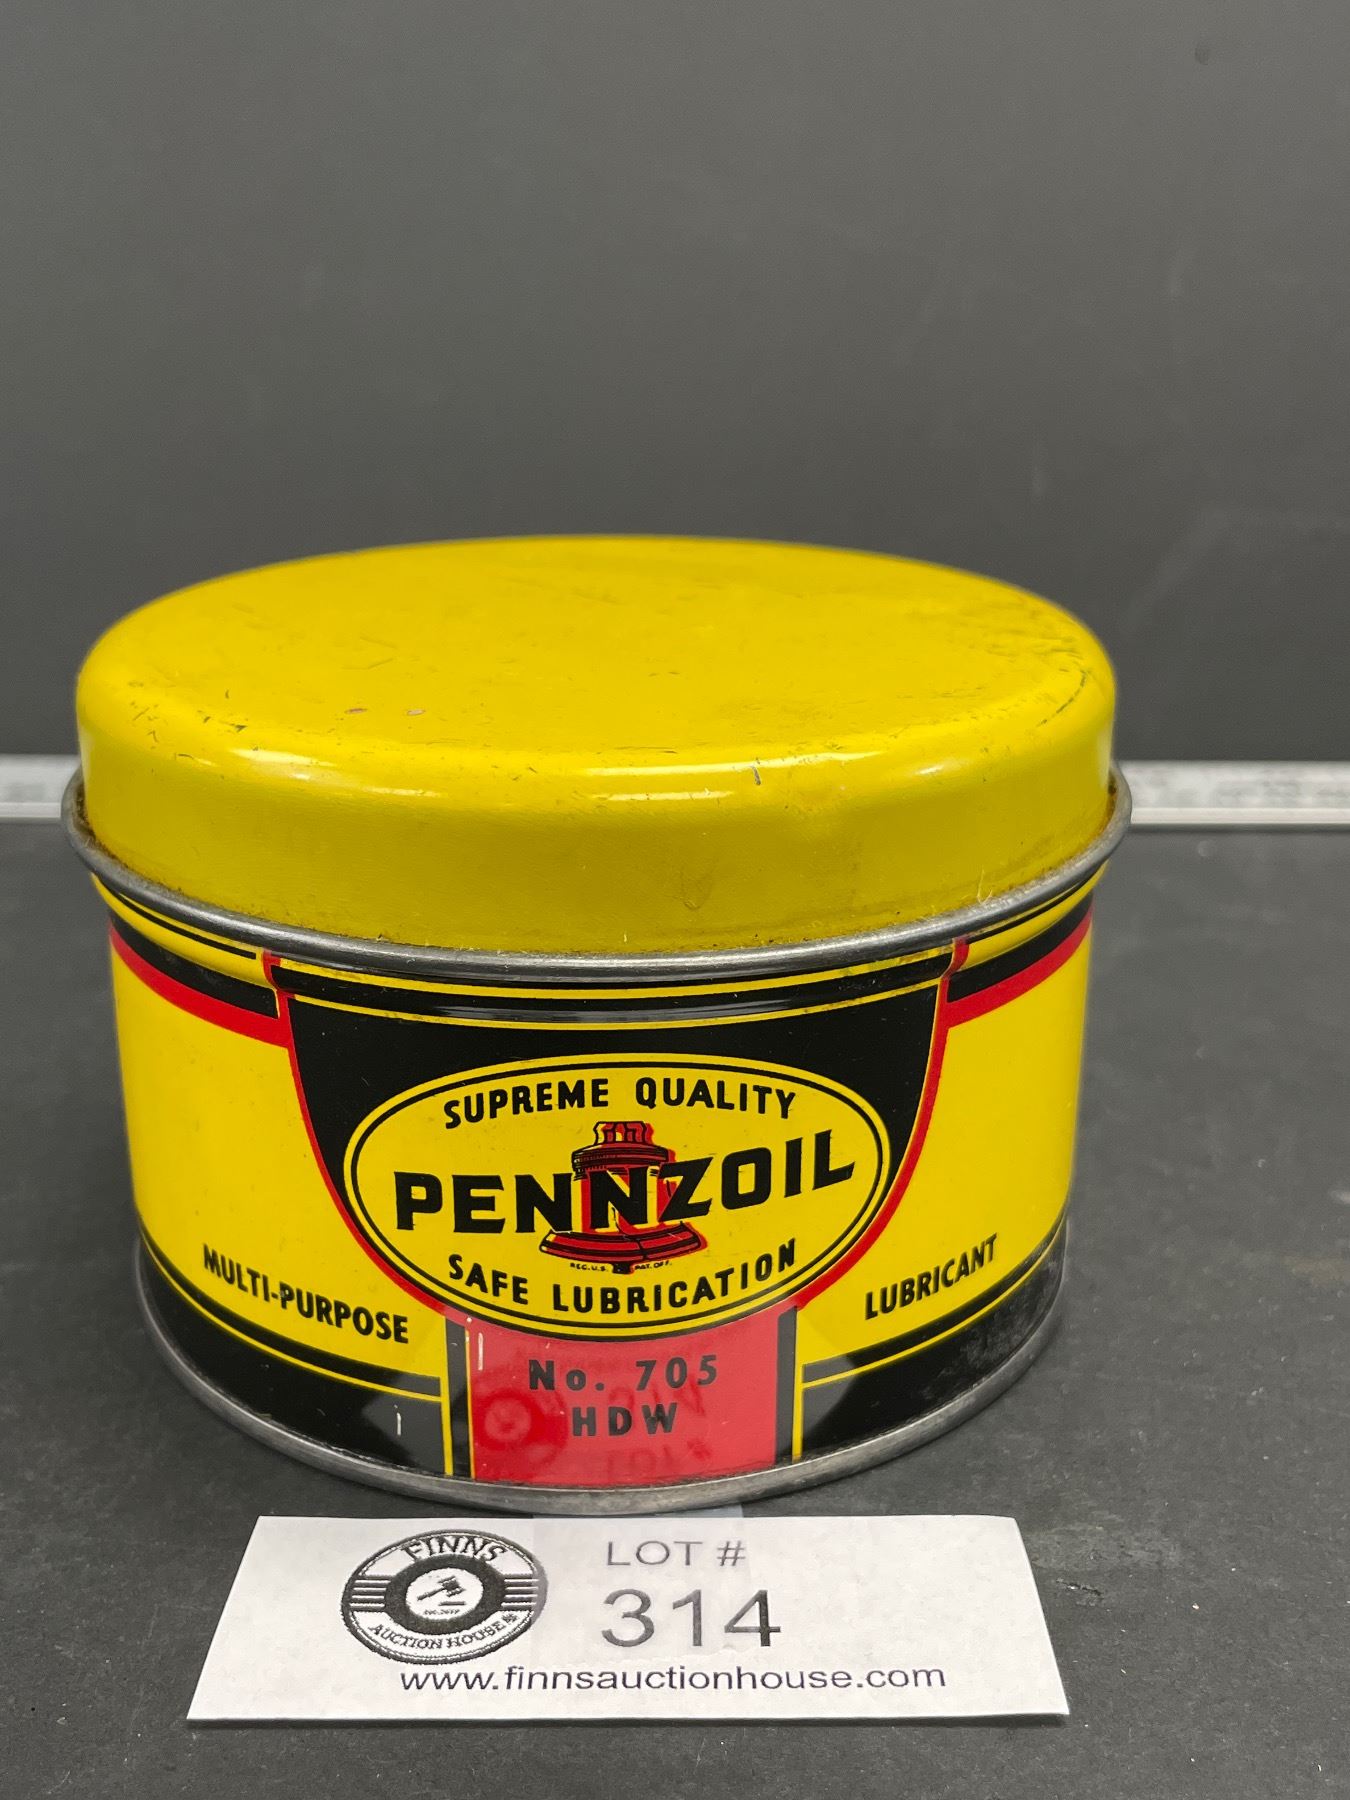 SUPREME QUALITY
PENNZOIL
REG. U.S. PAT. OFF.
SAFE LUBRICATION
MULTI-PURPOSE
LUBRICANT
No. 705
HDW
FINNS
AUCTION HOUSE
LOT #
314
www.finnsauctionhouse.com